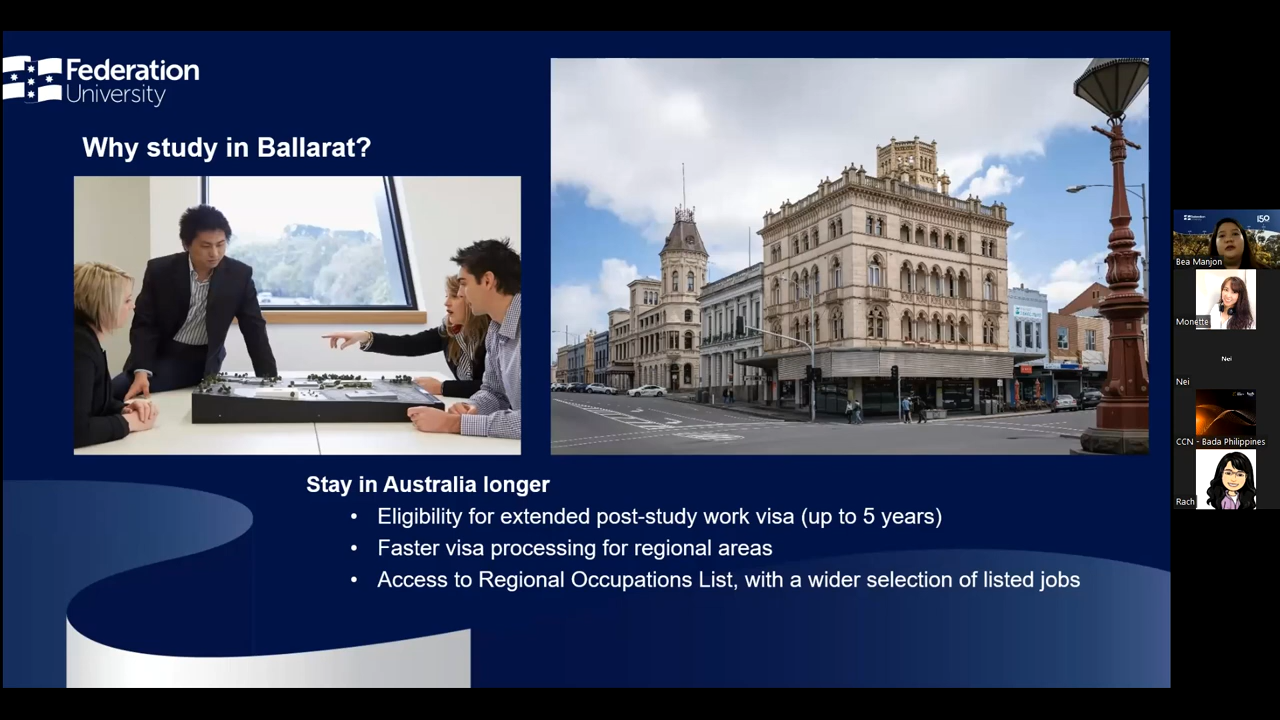 Federation
University
Why study in Ballarat?
Stay in Australia longer
• Eligibility for extended post-study work visa (up to 5 years)
• Faster visa processing for regional areas
• Access to Regional Occupations List, with a wider selection of listed jobs
Bea Manjon
Monette
Nei
Nei
CCN - Bada Philippines
Rach